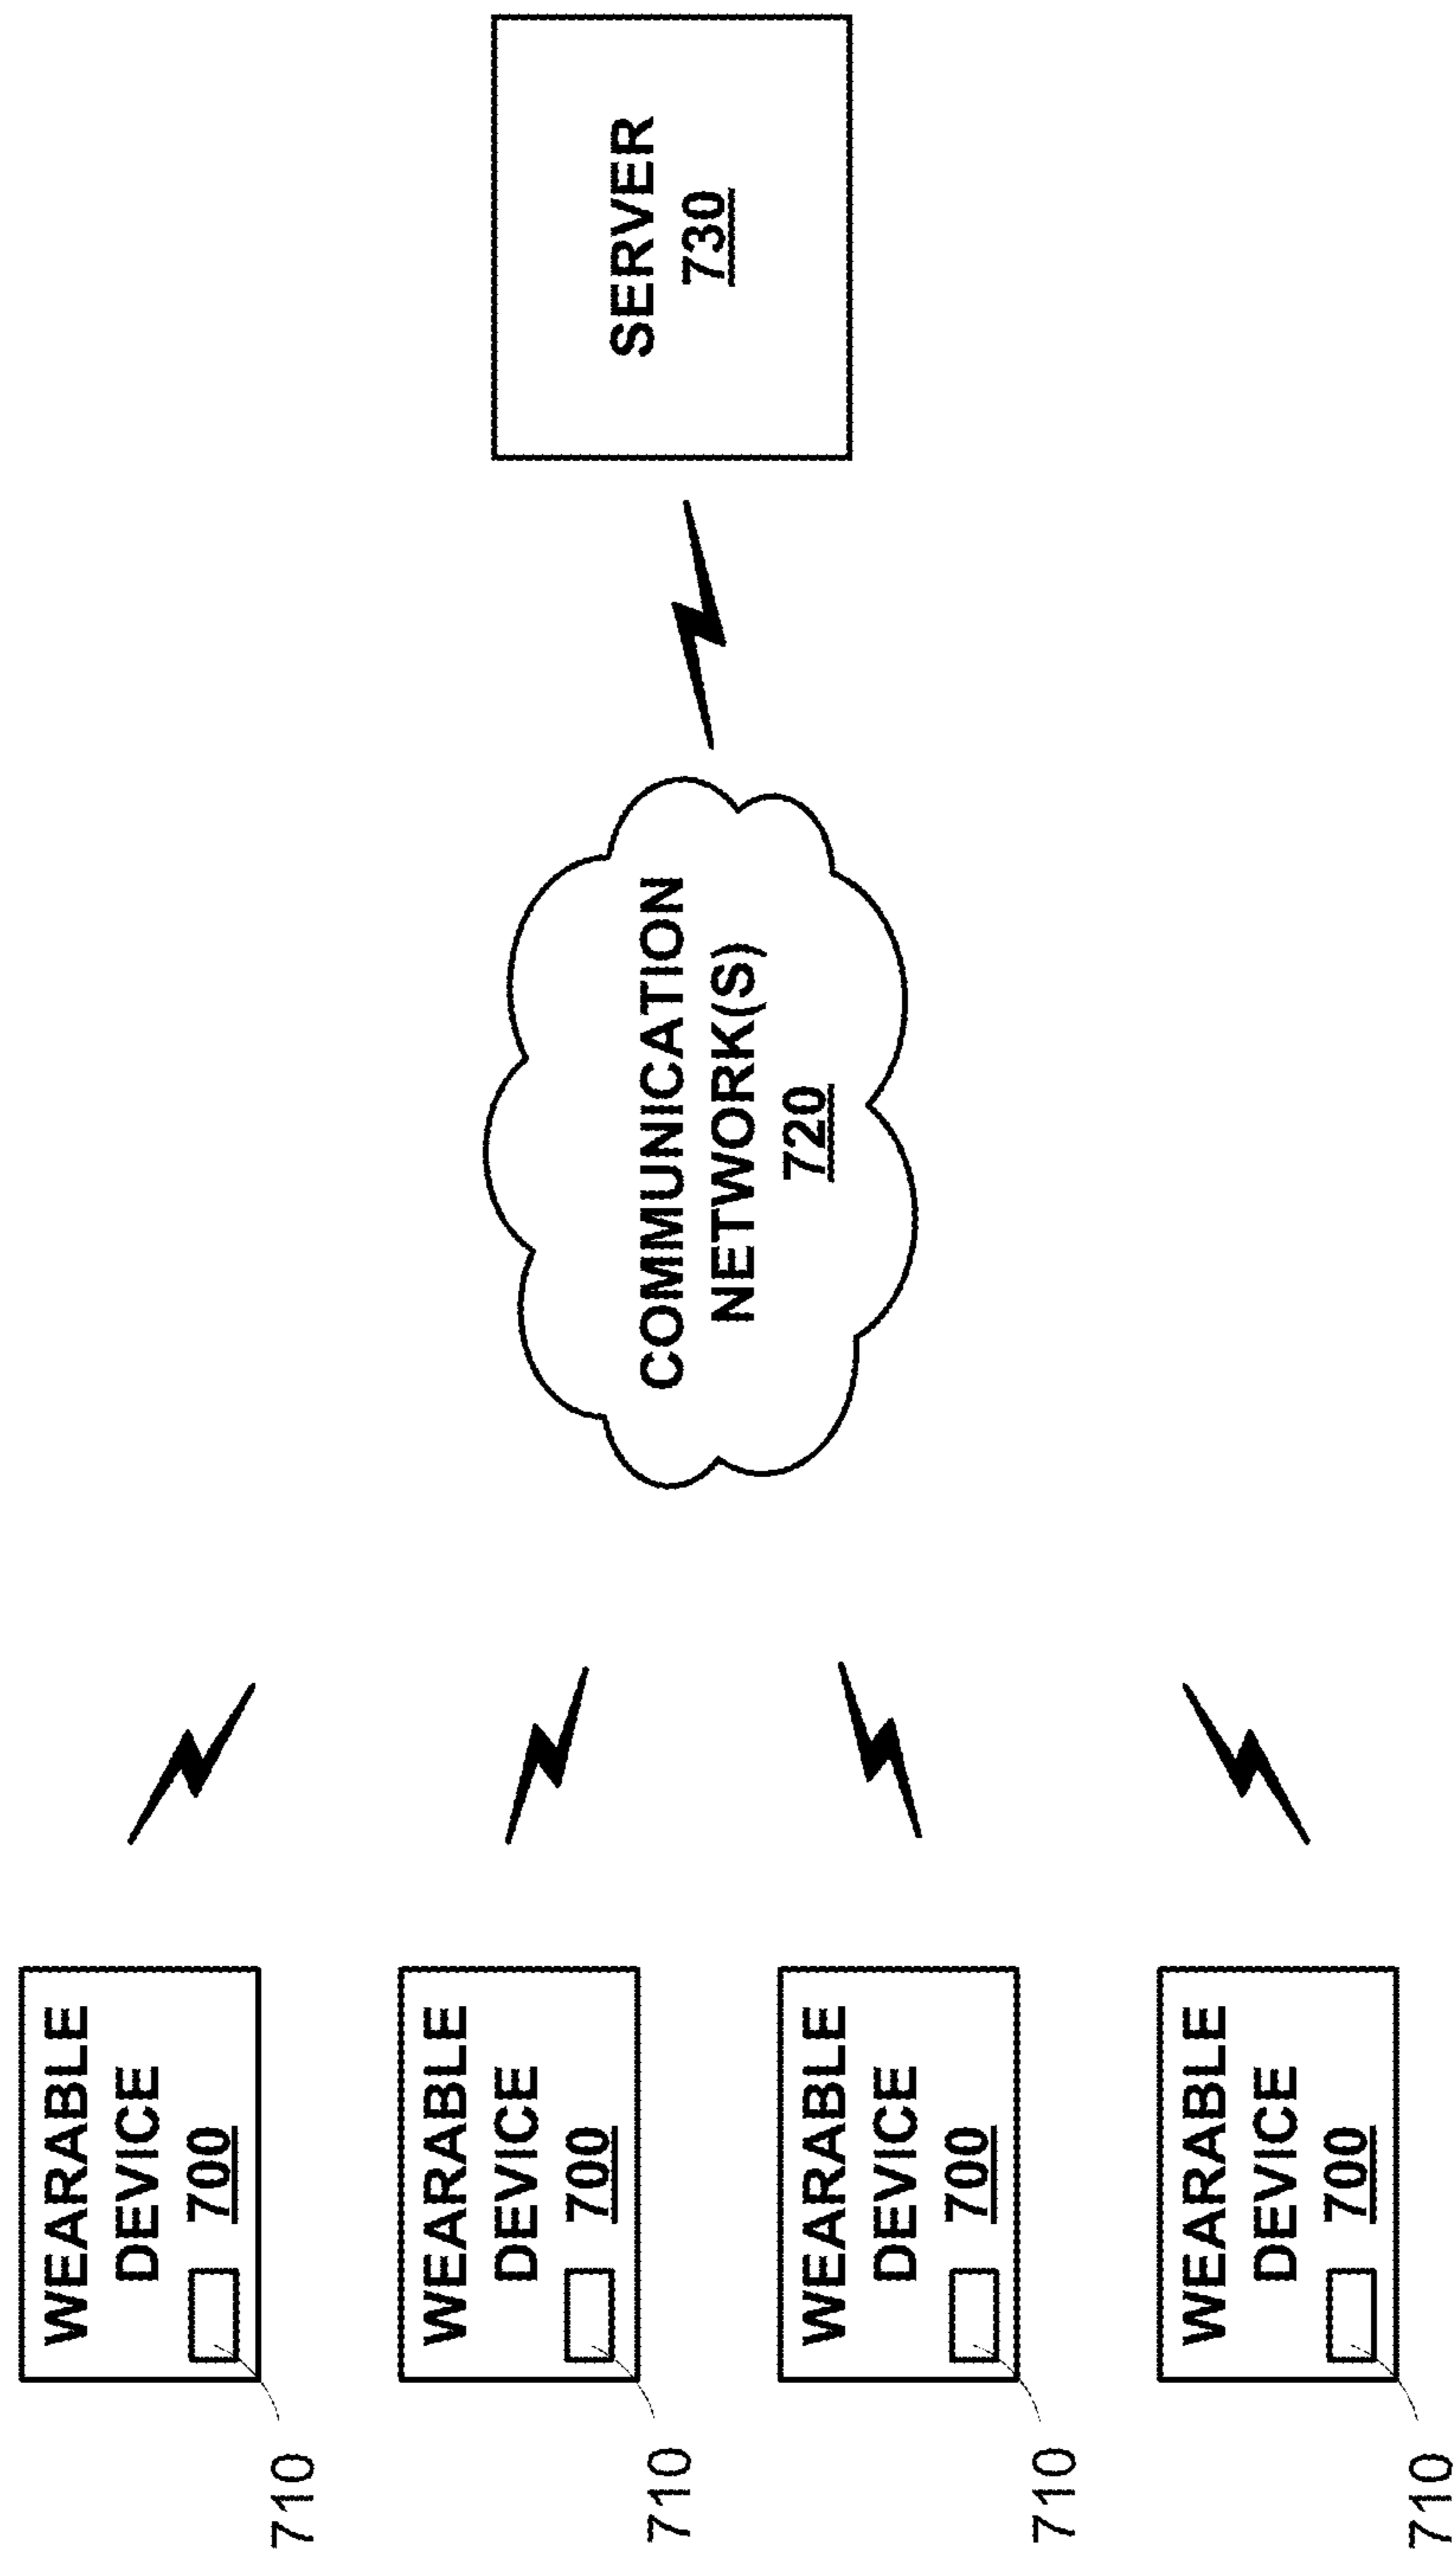 WEARABLE
DEVICE
700
710
WEARABLE
DEVICE
700
710
WEARABLE
DEVICE
700
710
WEARABLE
DEVICE
700
710
COMMUNICATION
NETWORK(S)
720
SERVER
730